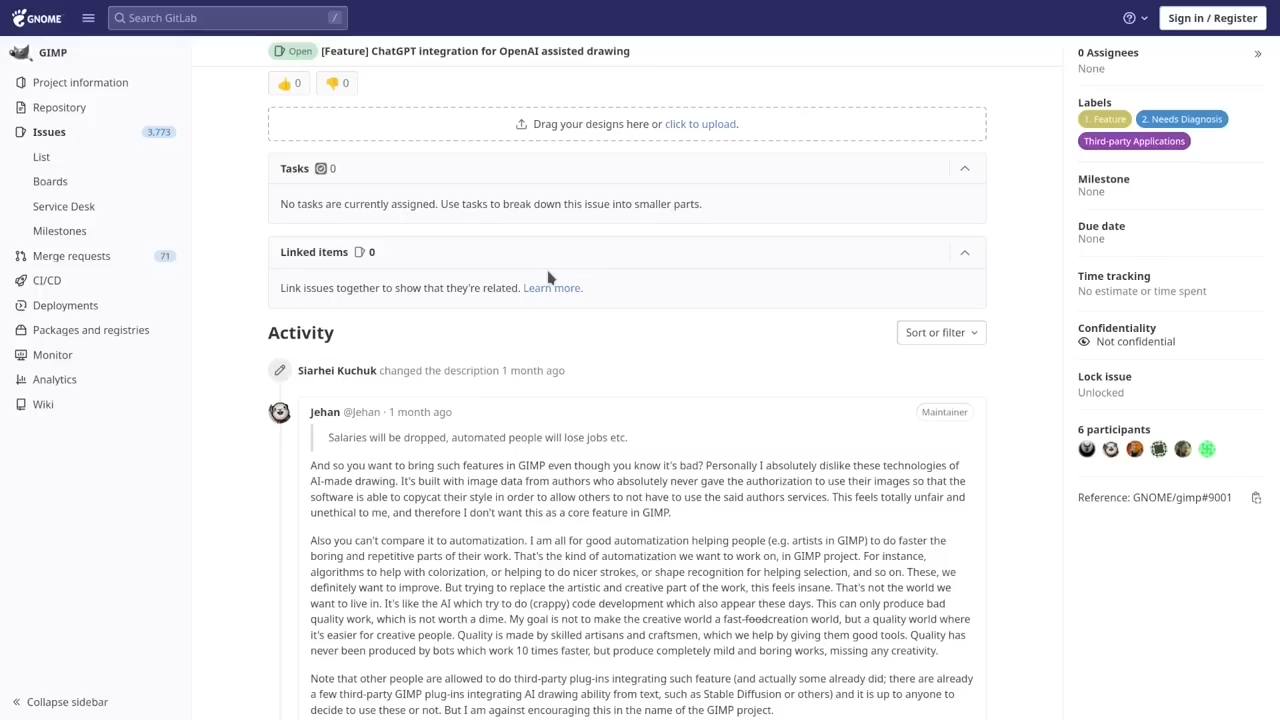 GNOME
Search GitLab
/
Sign in / Register
GIMP
Project information
Repository
Issues 3,773
List
Boards
Service Desk
Milestones
Merge requests 71
CI/CD
Deployments
Packages and registries
Monitor
Analytics
Wiki
Collapse sidebar
Open [Feature] ChatGPT integration for OpenAI assisted drawing
👍 0 👎 0
Drag your designs here or click to upload.
Tasks 0
No tasks are currently assigned. Use tasks to break down this issue into smaller parts.
Linked items 0
Link issues together to show that they're related. Learn more.
Activity
Sort or filter
Siarhei Kuchuk changed the description 1 month ago
Jehan @Jehan · 1 month ago
Maintainer
Salaries will be dropped, automated people will lose jobs etc.
And so you want to bring such features in GIMP even though you know it's bad? Personally I absolutely dislike these technologies of
AI-made drawing. It's built with image data from authors who absolutely never gave the authorization to use their images so that the
software is able to copycat their style in order to allow others to not have to use the said authors services. This feels totally unfair and
unethical to me, and therefore I don't want this as a core feature in GIMP.
Also you can't compare it to automatization. I am all for good automatization helping people (e.g. artists in GIMP) to do faster the
boring and repetitive parts of their work. That's the kind of automatization we want to work on, in GIMP project. For instance,
algorithms to help with colorization, or helping to do nicer strokes, or shape recognition for helping selection, and so on. These, we
definitely want to improve. But trying to replace the artistic and creative part of the work, this feels insane. That's not the world we
want to live in. It's like the AI which try to do (crappy) code development which also appear these days. This can only produce bad
quality work, which is not worth a dime. My goal is not to make the creative world a fast-foodcreation world, but a quality world where
it's easier for creative people. Quality is made by skilled artisans and craftsmen, which we help by giving them good tools. Quality has
never been produced by bots which work 10 times faster, but produce completely mild and boring works, missing any creativity.
Note that other people are allowed to do third-party plug-ins integrating such feature (and actually some already did; there are already
a few third-party GIMP plug-ins integrating AI drawing ability from text, such as Stable Diffusion or others) and it is up to anyone to
decide to use these or not. But I am against encouraging this in the name of the GIMP project.
0 Assignees
None
Labels
1. Feature 2. Needs Diagnosis
Third-party Applications
Milestone
None
Due date
None
Time tracking
No estimate or time spent
Confidentiality
Not confidential
Lock issue
Unlocked
6 participants
Reference: GNOME/gimp#9001